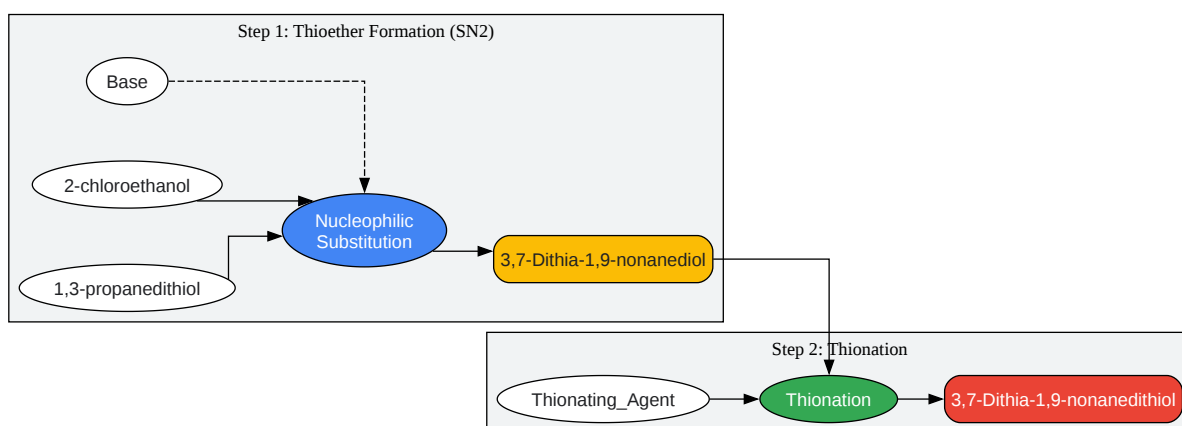 Step 1: Thioether Formation (SN2)
Base
2-chloroethanol
Nucleophilic
Substitution
3,7-Dithia-1,9-nonanediol
1,3-propanedithiol
Step 2: Thionation
Thionating_Agent
Thionation
3,7-Dithia-1,9-nonanedithiol